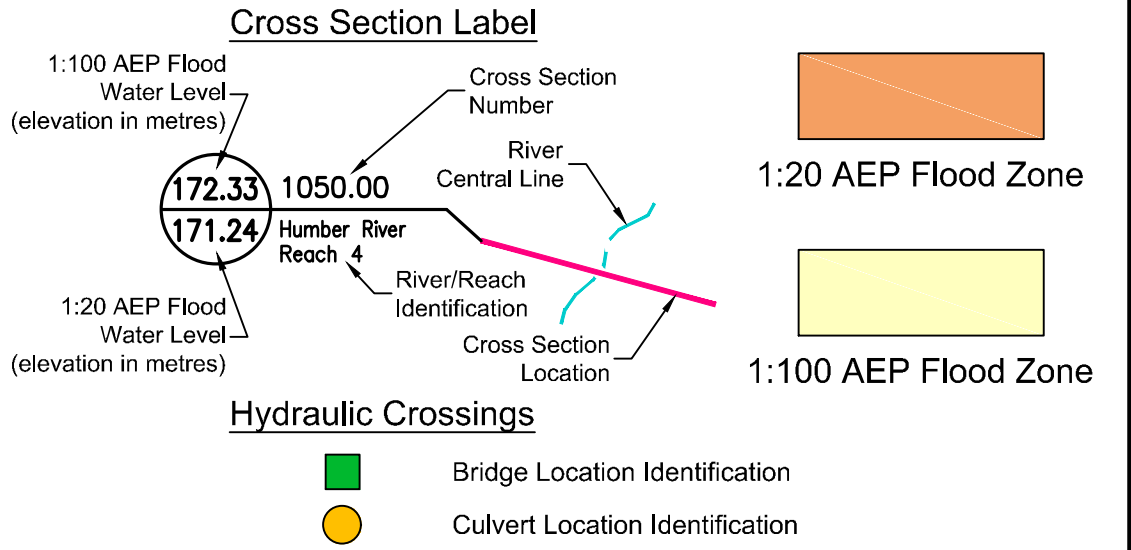 Cross Section Label
1:100 AEP Flood
Water Level
(elevation in metres)
Cross Section
Number
172.33
1050.00
171.24
Humber River
Reach 4
River
Central Line
River/Reach
Identification
1:20 AEP Flood
Water Level
(elevation in metres)
Cross Section
Location
1:20 AEP Flood Zone
1:100 AEP Flood Zone
Hydraulic Crossings
Bridge Location Identification
Culvert Location Identification